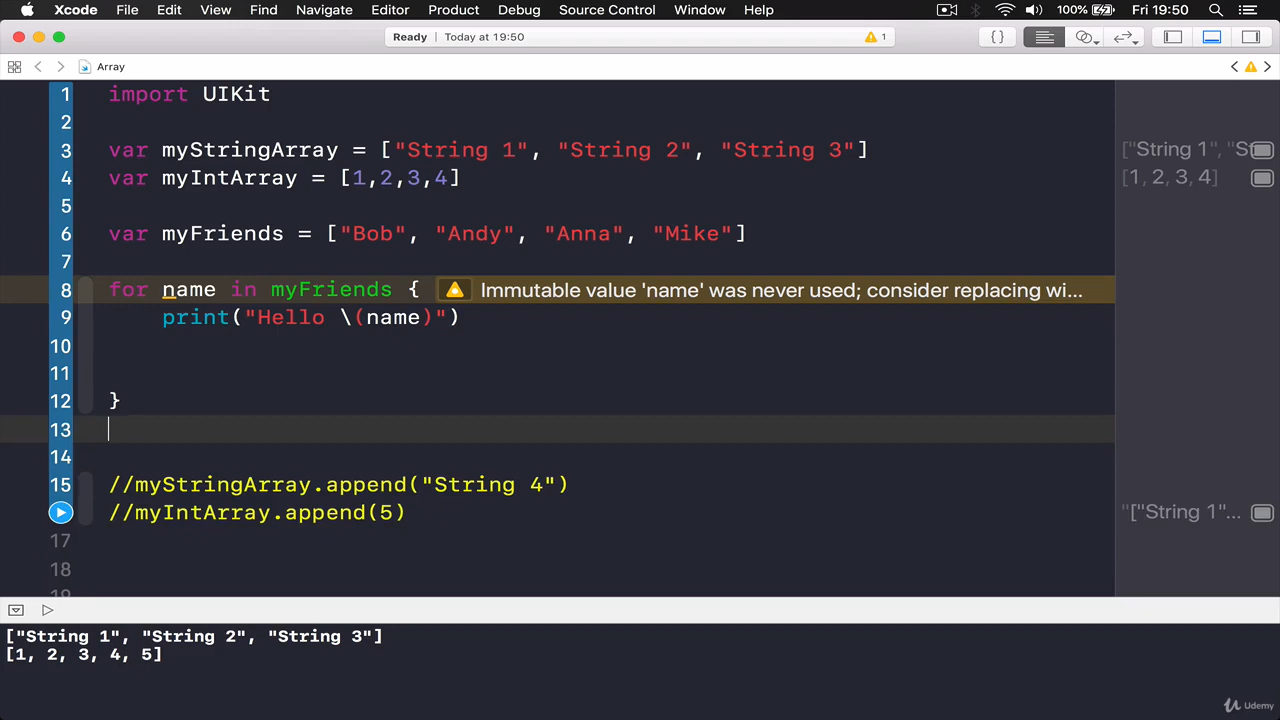 Xcode File Edit View Find Navigate Editor Product Debug Source Control Window Help 100% Fri 19:50
Ready Today at 19:50 1 { }
Array
1 import UIKit
2
3 var myStringArray = ["String 1", "String 2", "String 3"] ["String 1", "St
4 var myIntArray = [1,2,3,4] [1, 2, 3, 4]
5
6 var myFriends = ["Bob", "Andy", "Anna", "Mike"]
7
8 for name in myFriends { Immutable value 'name' was never used; consider replacing wi...
9 print("Hello \(name)")
10
11
12 }
13
14
15 //myStringArray.append("String 4")
//myIntArray.append(5) "["String 1"...
17
18
19
["String 1", "String 2", "String 3"]
[1, 2, 3, 4, 5]
Udemy